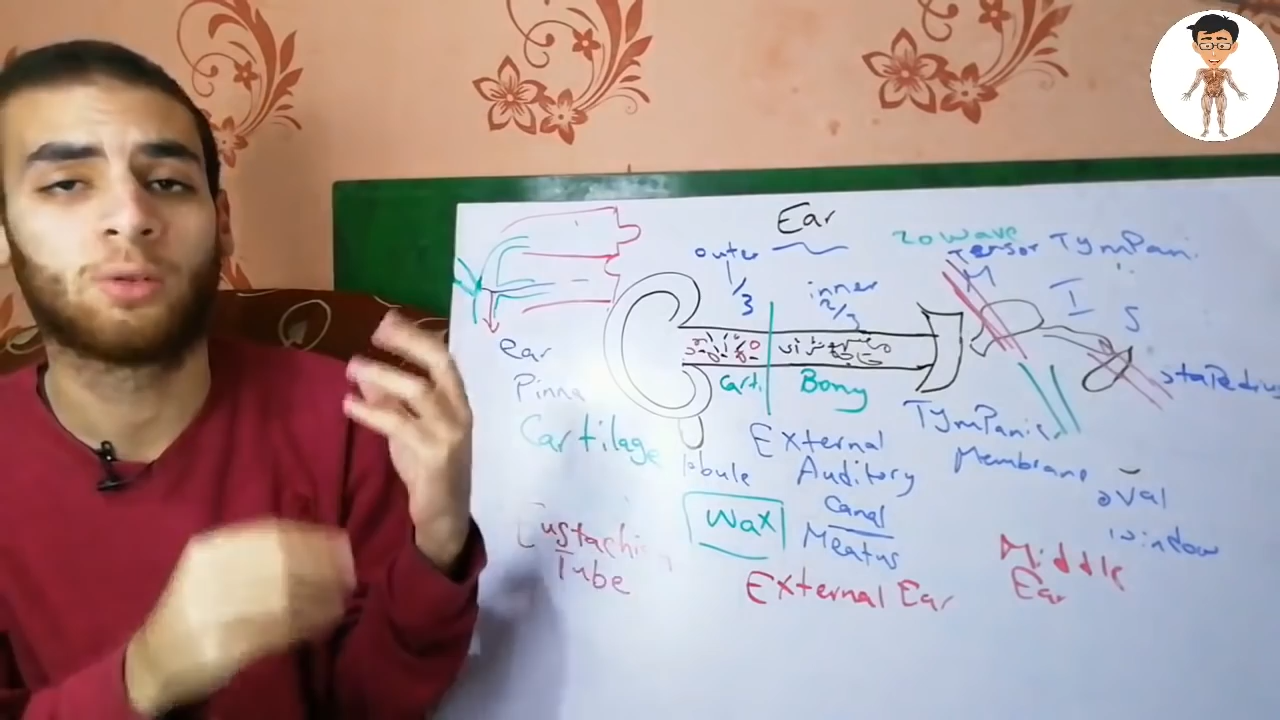 Ear
outer
1/3
inner
2/3
Tensor TymPani
M
I
S
staPedius
ear
Pinna
Cartilage
Carti.
Bony
lobule
External
Auditory
Canal
Meatus
TymPanic
Membrane
oval
window
Wax
Eustachian
Tube
External Ear
Middle
Ear